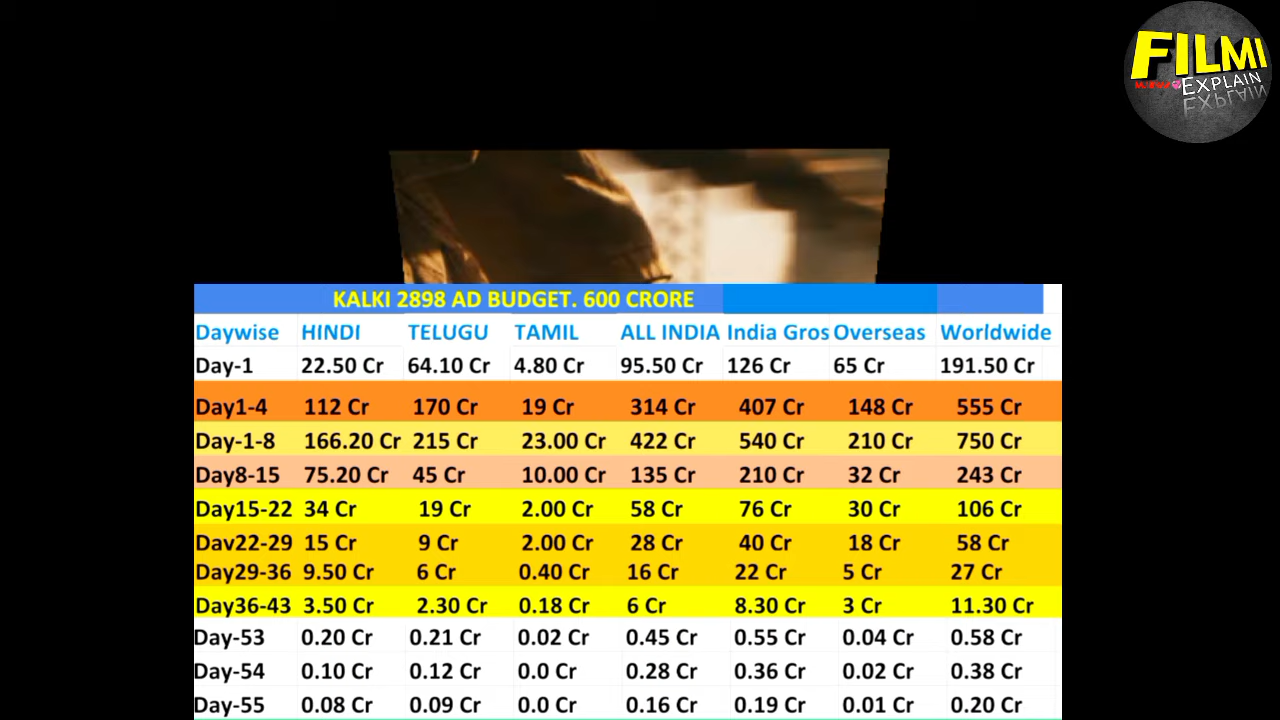 FILMI
EXPLAIN
KALKI 2898 AD BUDGET. 600 CRORE
Daywise HINDI TELUGU TAMIL ALL INDIA India Gros Overseas Worldwide
Day-1 22.50 Cr 64.10 Cr 4.80 Cr 95.50 Cr 126 Cr 65 Cr 191.50 Cr
Day1-4 112 Cr 170 Cr 19 Cr 314 Cr 407 Cr 148 Cr 555 Cr
Day-1-8 166.20 Cr 215 Cr 23.00 Cr 422 Cr 540 Cr 210 Cr 750 Cr
Day8-15 75.20 Cr 45 Cr 10.00 Cr 135 Cr 210 Cr 32 Cr 243 Cr
Day15-22 34 Cr 19 Cr 2.00 Cr 58 Cr 76 Cr 30 Cr 106 Cr
Day22-29 15 Cr 9 Cr 2.00 Cr 28 Cr 40 Cr 18 Cr 58 Cr
Day29-36 9.50 Cr 6 Cr 0.40 Cr 16 Cr 22 Cr 5 Cr 27 Cr
Day36-43 3.50 Cr 2.30 Cr 0.18 Cr 6 Cr 8.30 Cr 3 Cr 11.30 Cr
Day-53 0.20 Cr 0.21 Cr 0.02 Cr 0.45 Cr 0.55 Cr 0.04 Cr 0.58 Cr
Day-54 0.10 Cr 0.12 Cr 0.0 Cr 0.28 Cr 0.36 Cr 0.02 Cr 0.38 Cr
Day-55 0.08 Cr 0.09 Cr 0.0 Cr 0.16 Cr 0.19 Cr 0.01 Cr 0.20 Cr